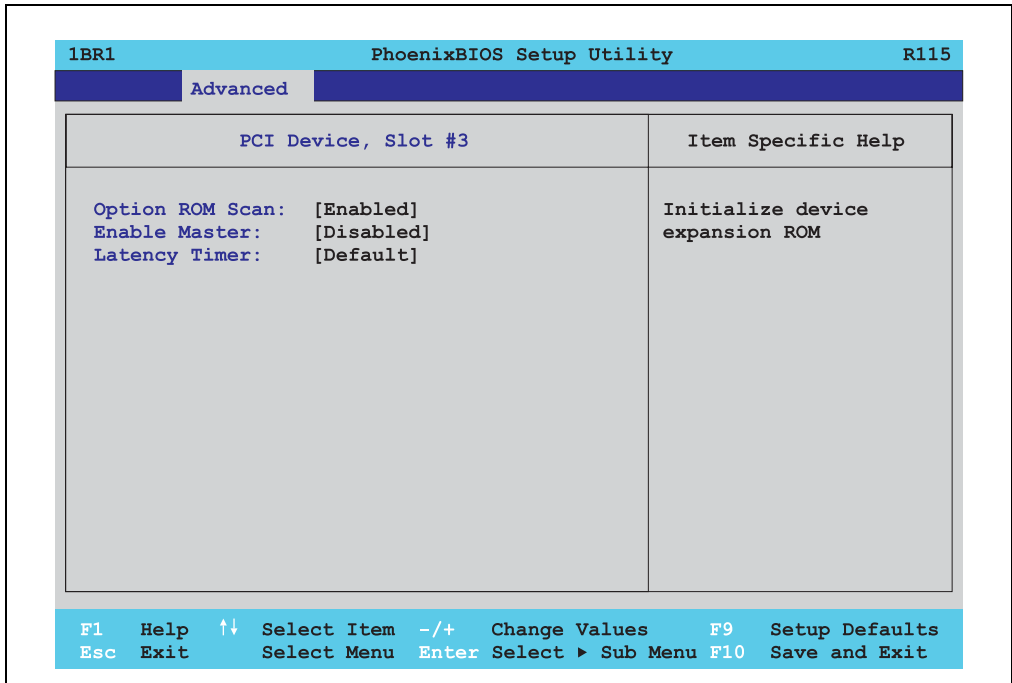 1BR1 PhoenixBIOS Setup Utility R115
Advanced
PCI Device, Slot #3
Item Specific Help
Option ROM Scan: [Enabled]
Enable Master: [Disabled]
Latency Timer: [Default]
Initialize device
expansion ROM
F1 Help ↑↓ Select Item -/+ Change Values F9 Setup Defaults
Esc Exit Select Menu Enter Select ▶ Sub Menu F10 Save and Exit